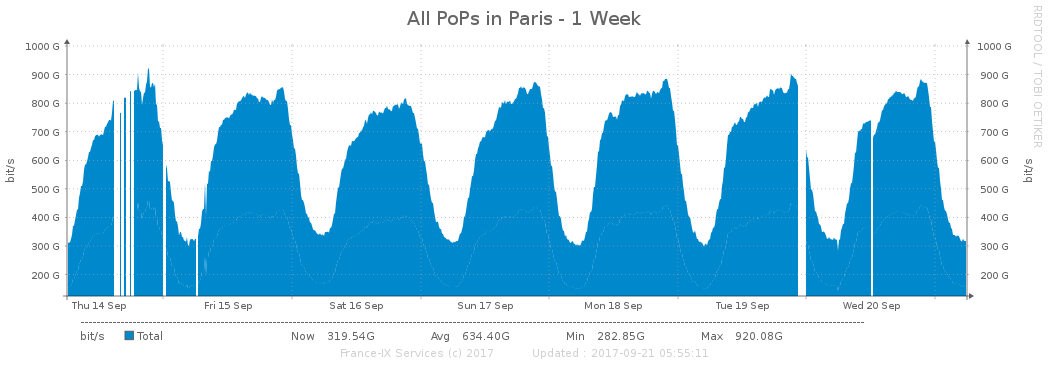 All PoPs in Paris - 1 Week
RRDTOOL / TOBI OETIKER
1000 G 1000 G
900 G 900 G
800 G 800 G
700 G 700 G
600 G 600 G
500 G 500 G
400 G 400 G
300 G 300 G
200 G 200 G
bit/s bit/s
Thu 14 Sep Fri 15 Sep Sat 16 Sep Sun 17 Sep Mon 18 Sep Tue 19 Sep Wed 20 Sep
bit/s Total Now 319.54G Avg 634.40G Min 282.85G Max 920.08G
France-IX Services (c) 2017 Updated : 2017-09-21 05:55:11